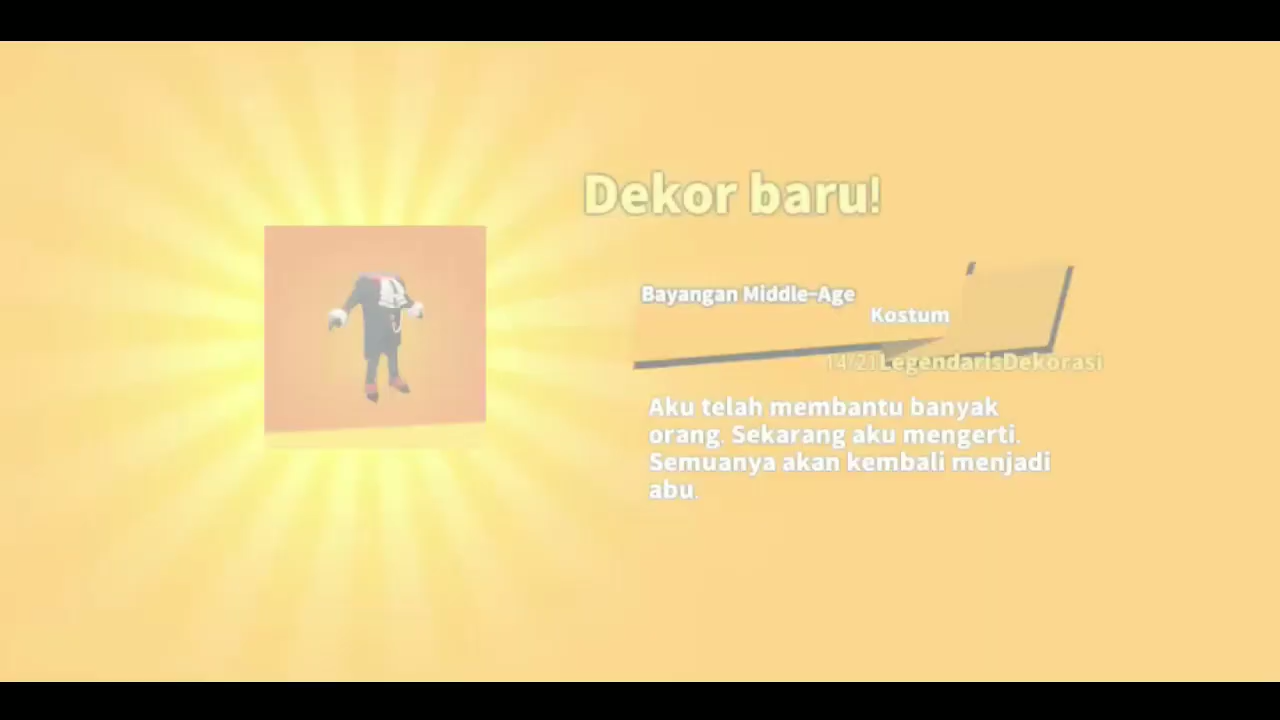 Dekor baru!
Bayangan Middle-Age
Kostum
14/21LegendarisDekorasi
Aku telah membantu banyak
orang. Sekarang aku mengerti.
Semuanya akan kembali menjadi
abu.